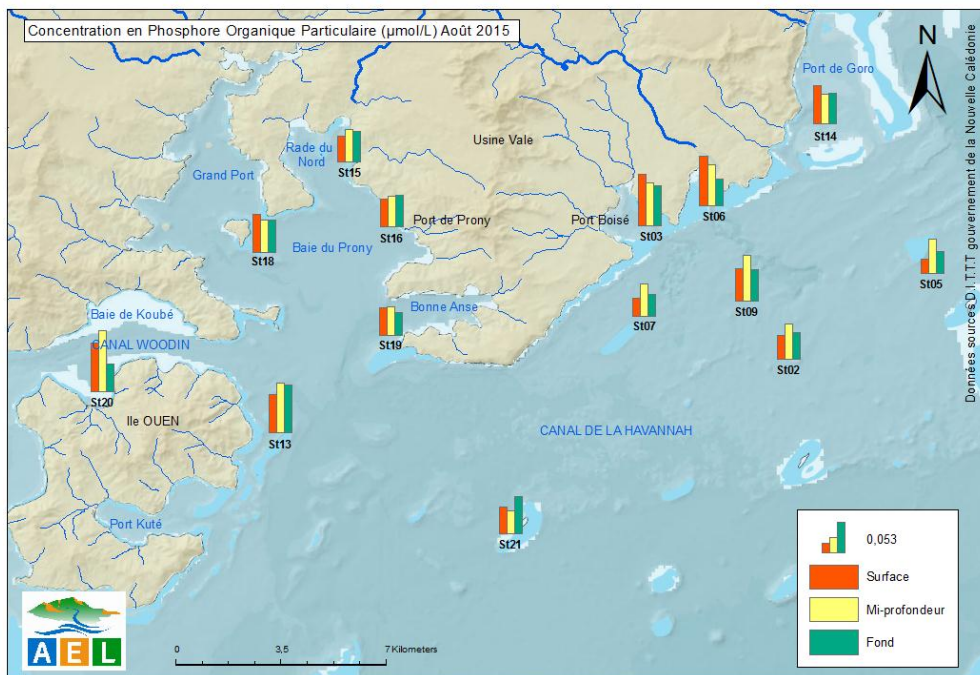 Concentration en Phosphore Organique Particulaire (µmol/L) Août 2015
N
Port de Goro
St14
Données sources D.I.T.T.T gouvernement de la Nouvelle Calédonie
Rade du
Nord
St15
Usine Vale
Grand Port
St06
St16
Port de Prony
Port Boisé
St03
Baie du Prony
St18
St05
Baie de Koubé
Bonne Anse
St07
St09
CANAL WOODIN
St19
St02
St20
Ile OUEN
St13
CANAL DE LA HAVANNAH
Port Kuté
St21
0,053
Surface
Mi-profondeur
Fond
AEL
0 3,5 7 Kilometers